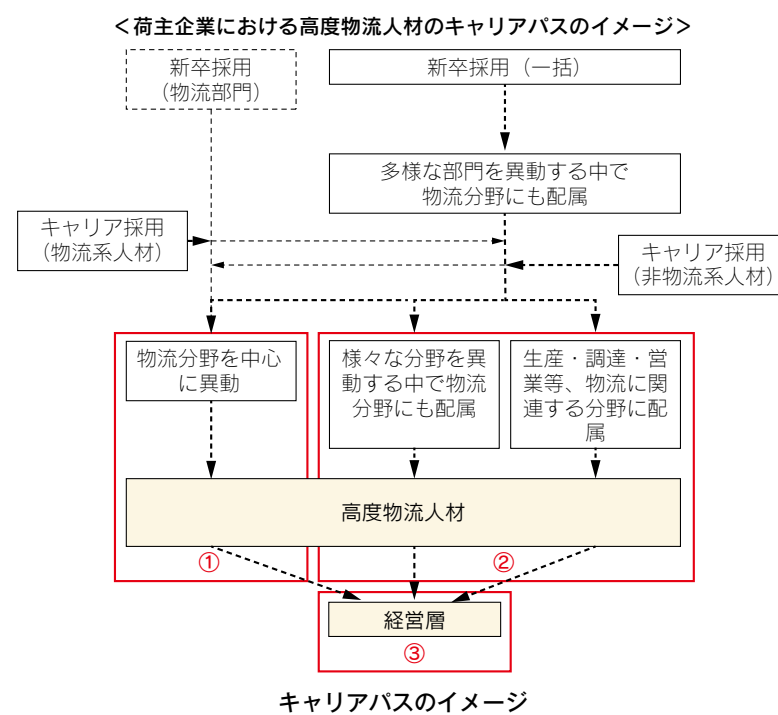 ＜荷主企業における高度物流人材のキャリアパスのイメージ＞
新卒採用
（物流部門）
新卒採用（一括）
多様な部門を異動する中で
物流分野にも配属
キャリア採用
（物流系人材）
キャリア採用
（非物流系人材）
物流分野を中心
に異動
様々な分野を異
動する中で物流
分野にも配属
生産・調達・営
業等、物流に関
連する分野に配
属
高度物流人材
①
②
経営層
③
キャリアパスのイメージ